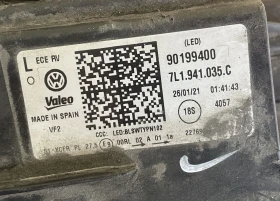 ECE RV
(LED)
L
90199400
7L1.941.035.C
Valeo
26/01/21 01:41:43
MADE IN SPAIN
18S
4057
VP2
CCC: LED:BLSWTYPN102